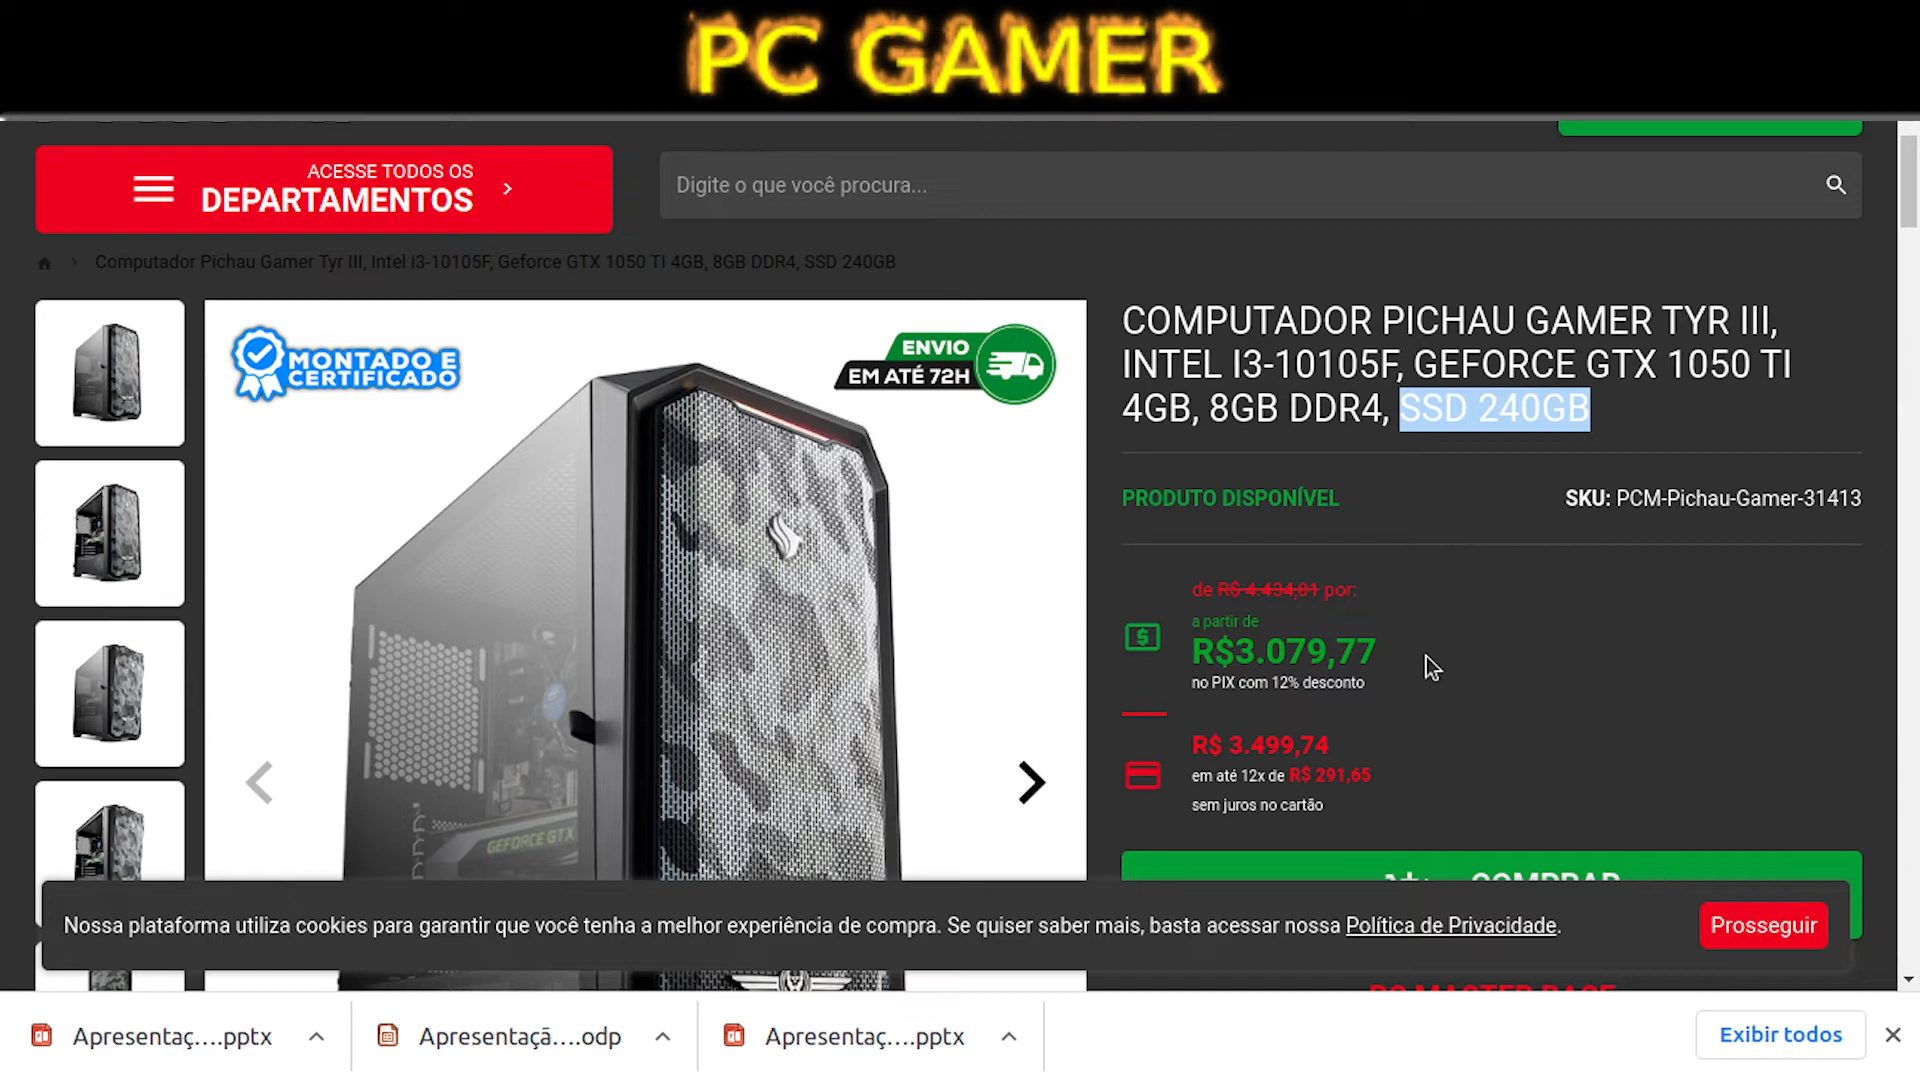 PC GAMER
ACESSE TODOS OS
DEPARTAMENTOS
Digite o que você procura...
Computador Pichau Gamer Tyr III, Intel i3-10105F, Geforce GTX 1050 TI 4GB, 8GB DDR4, SSD 240GB
MONTADO E
CERTIFICADO
ENVIO
EM ATÉ 72H
GEFORCE GTX
COMPUTADOR PICHAU GAMER TYR III,
INTEL I3-10105F, GEFORCE GTX 1050 TI
4GB, 8GB DDR4, SSD 240GB
PRODUTO DISPONÍVEL
SKU: PCM-Pichau-Gamer-31413
de R$ 4.434,01 por:
a partir de
R$3.079,77
no PIX com 12% desconto
R$ 3.499,74
em até 12x de R$ 291,65
sem juros no cartão
COMPRAR
Nossa plataforma utiliza cookies para garantir que você tenha a melhor experiência de compra. Se quiser saber mais, basta acessar nossa Política de Privacidade.
Prosseguir
PC MASTER RACE
Apresentaç....pptx
Apresentaçã....odp
Apresentaç....pptx
Exibir todos